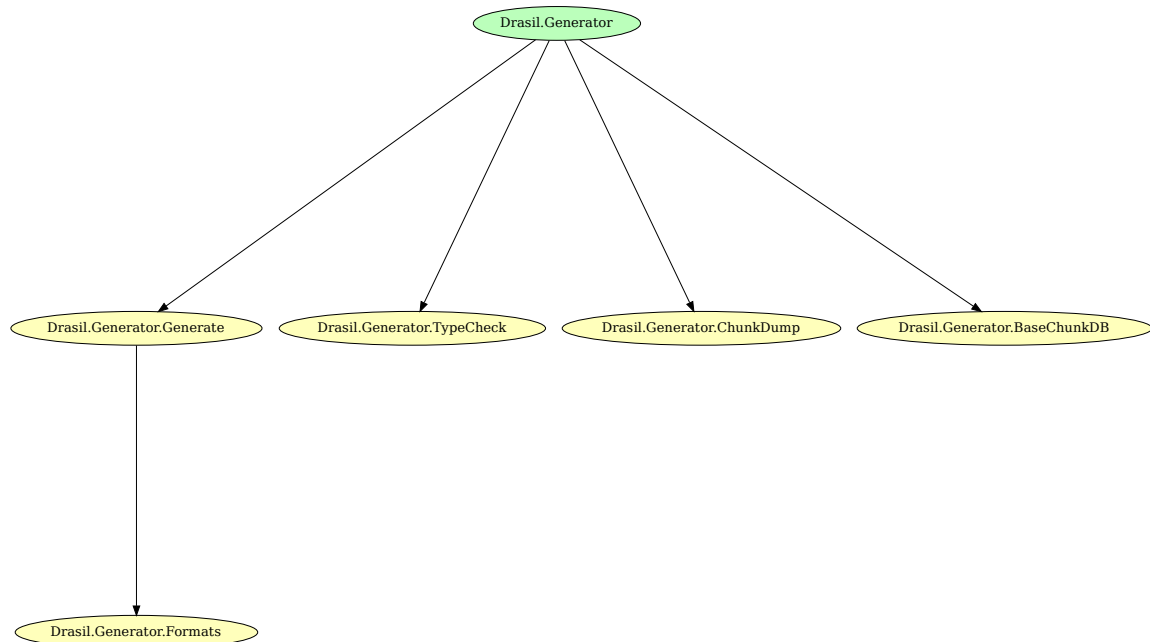 Drasil.Generator
Drasil.Generator.Generate
Drasil.Generator.TypeCheck
Drasil.Generator.ChunkDump
Drasil.Generator.BaseChunkDB
Drasil.Generator.Formats